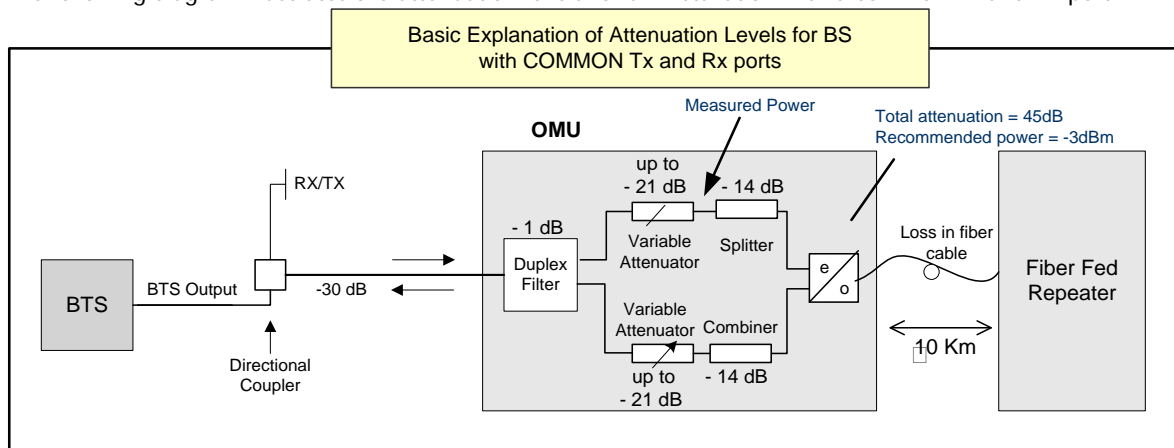 Basic Explanation of Attenuation Levels for BS
with COMMON Tx and Rx ports
Measured Power
Total attenuation = 45dB
Recommended power = -3dBm
OMU
up to
- 21 dB
- 14 dB
RX/TX
- 1 dB
Variable
Attenuator
Splitter
Loss in fiber
cable
BTS
BTS Output
-30 dB
Duplex
Filter
e
o
Fiber Fed
Repeater
Variable
Attenuator
Combiner
10 Km
Directional
Coupler
up to
- 21 dB
- 14 dB